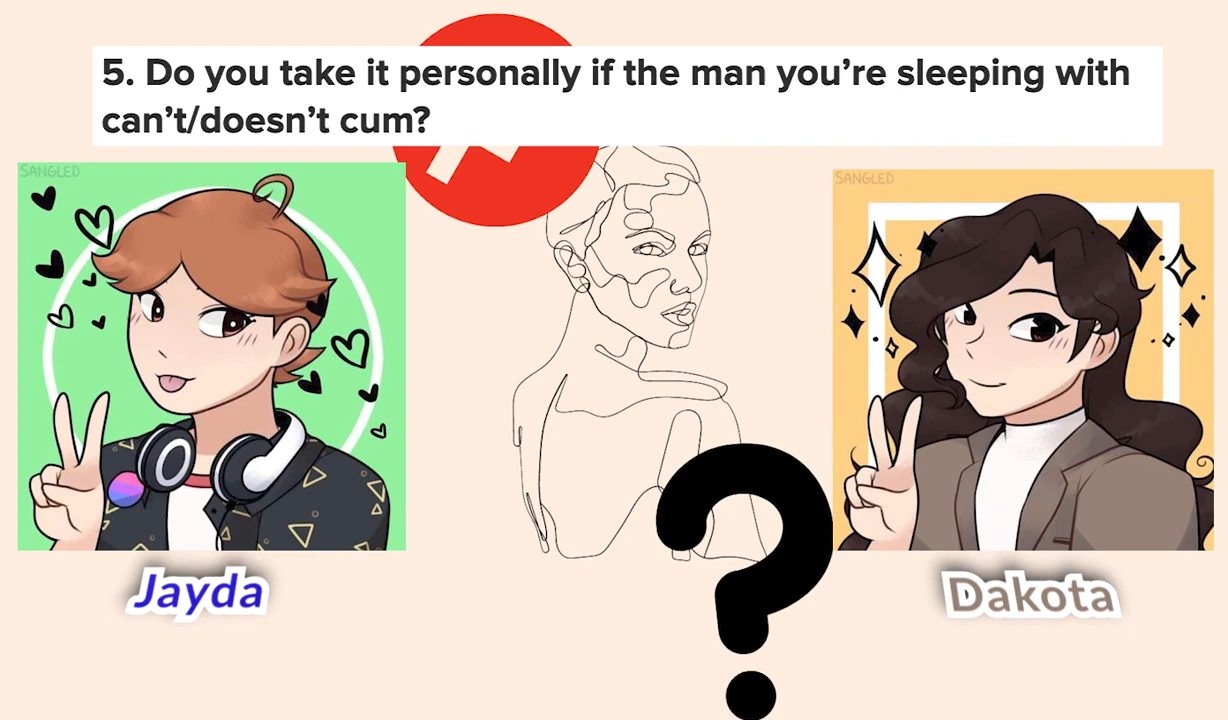 5. Do you take it personally if the man you’re sleeping with
can’t/doesn’t cum?
SANGLED
SANGLED
Jayda
Dakota